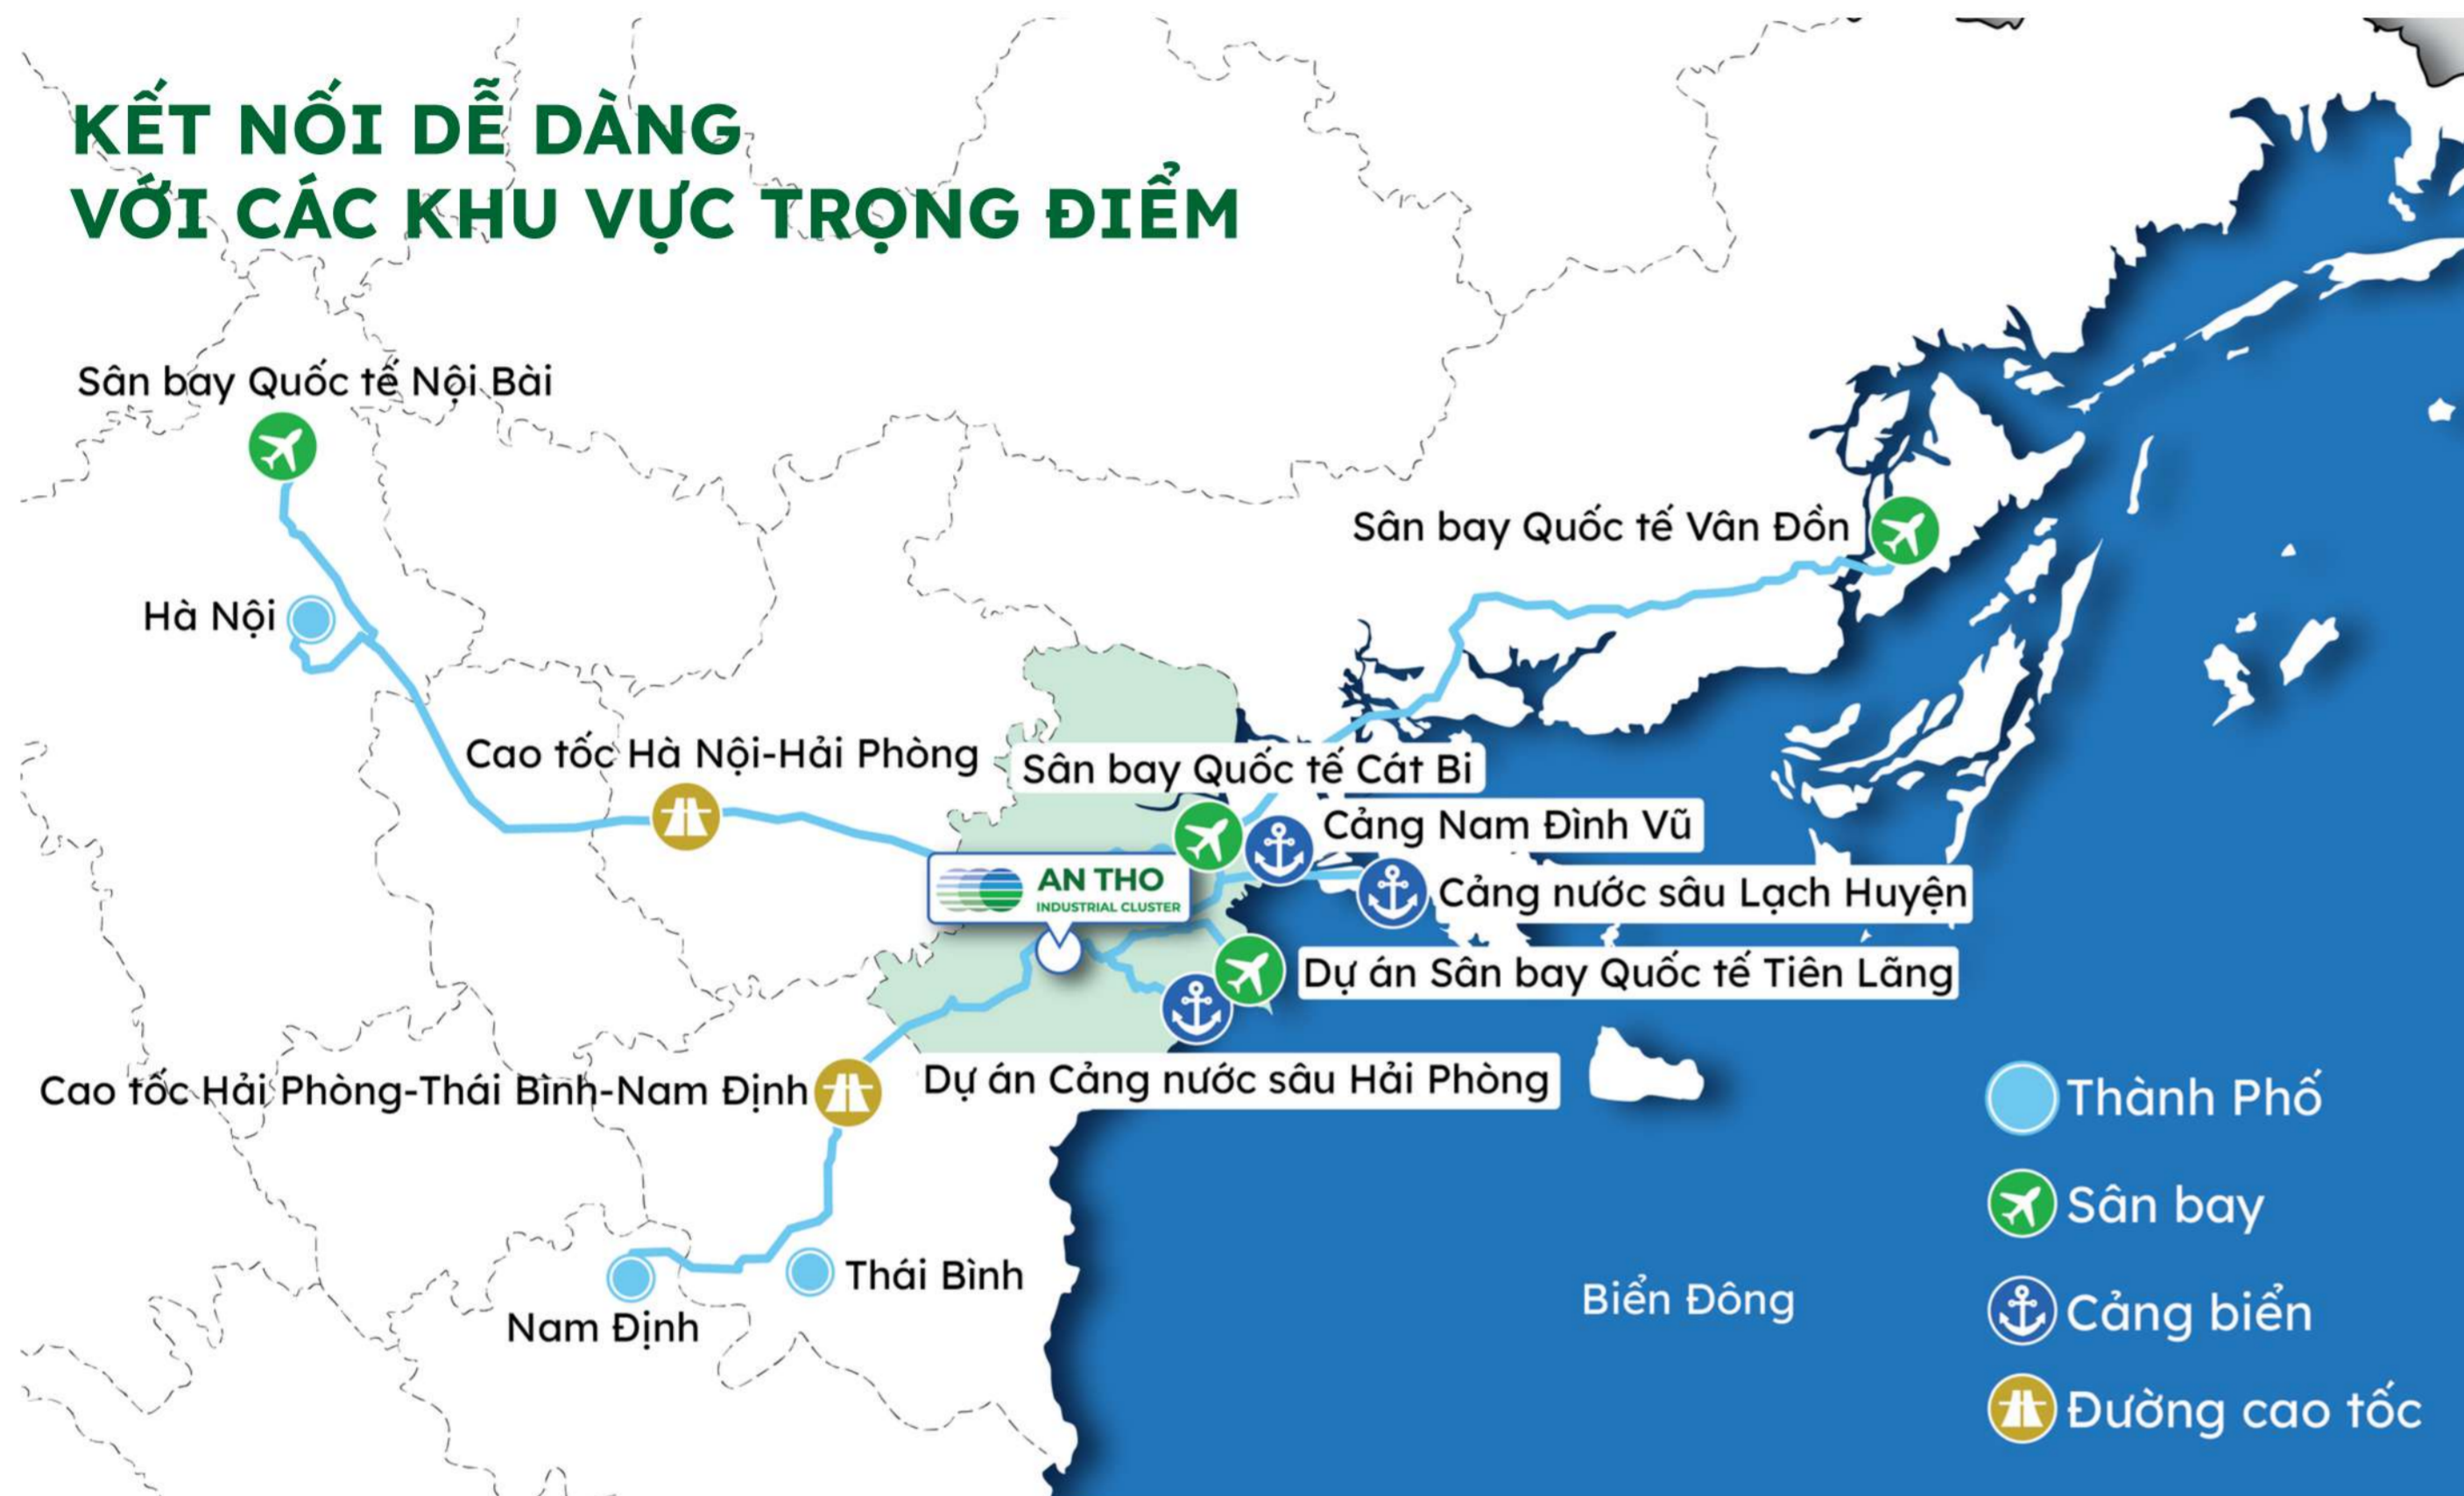 KẾT NỐI DỄ DÀNG
VỚI CÁC KHU VỰC TRỌNG ĐIỂM
Sân bay Quốc tế Nội Bài
Sân bay Quốc tế Vân Đồn
Hà Nội
Cao tốc Hà Nội-Hải Phòng
Sân bay Quốc tế Cát Bi
Cảng Nam Đình Vũ
AN THO
INDUSTRIAL CLUSTER
Cảng nước sâu Lạch Huyện
Dự án Sân bay Quốc tế Tiên Lãng
Cao tốc Hải Phòng-Thái Bình-Nam Định
Dự án Cảng nước sâu Hải Phòng
Thái Bình
Nam Định
Biển Đông
Thành Phố
Sân bay
Cảng biển
Đường cao tốc